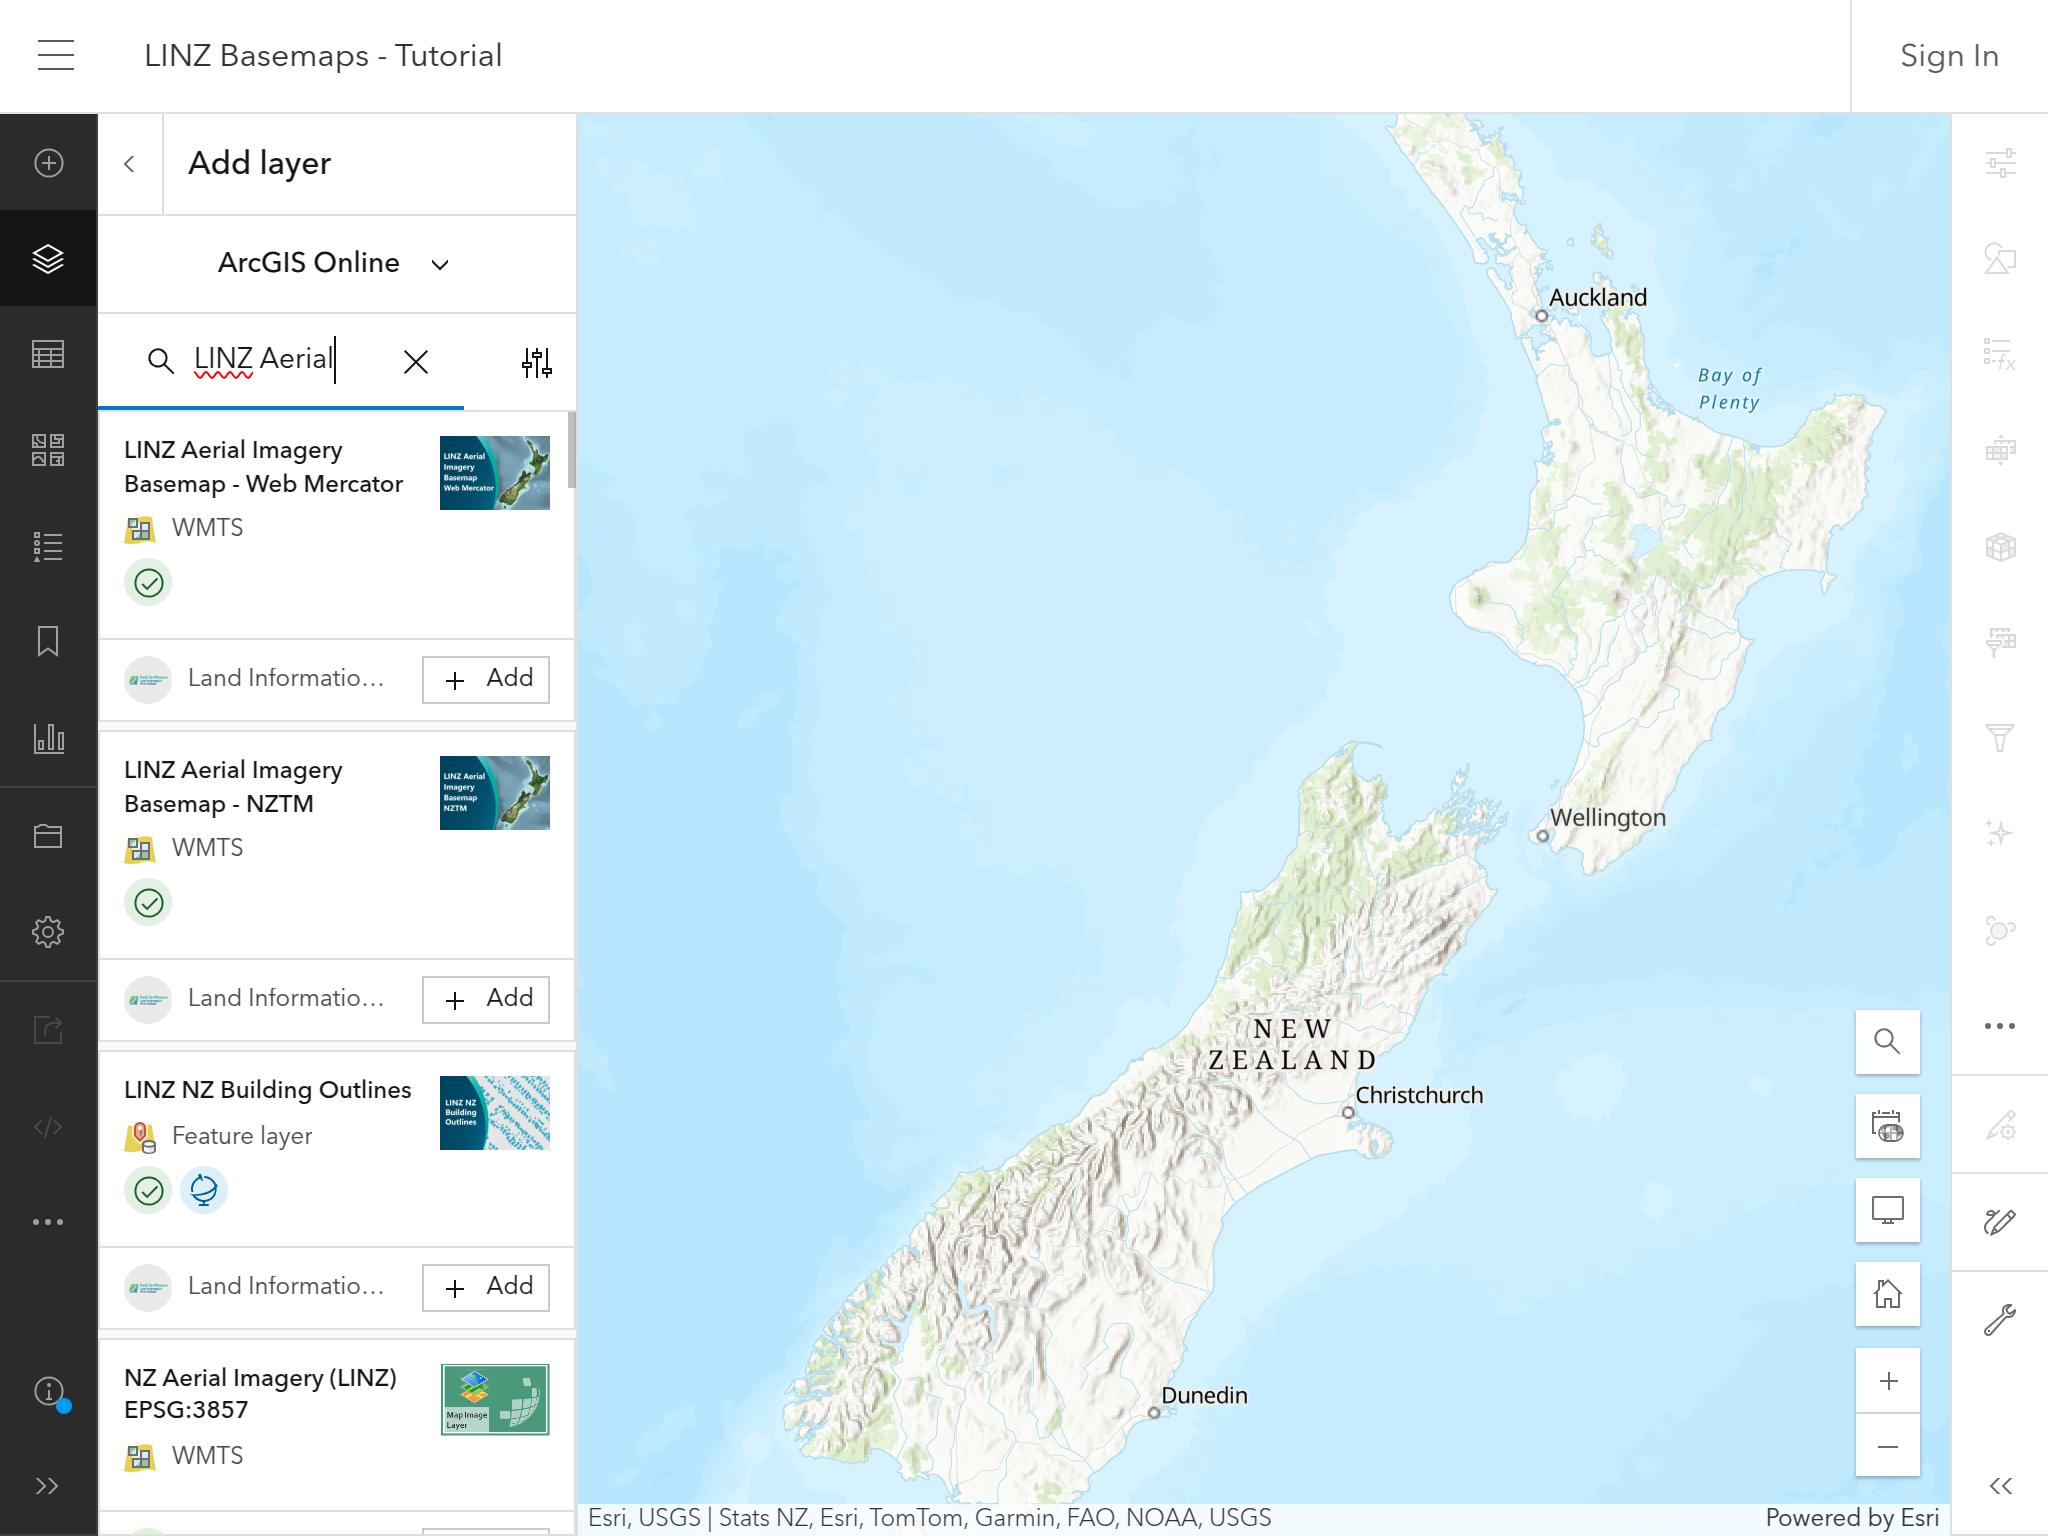 LINZ Basemaps - Tutorial
Sign In
Add layer
ArcGIS Online
LINZ Aerial
LINZ Aerial Imagery
Basemap - Web Mercator
WMTS
LINZ Aerial
Imagery
Basemap
Web Mercator
Land Informatio...
Add
LINZ Aerial Imagery
Basemap - NZTM
WMTS
LINZ Aerial
Imagery
Basemap
NZTM
Land Informatio...
Add
LINZ NZ Building Outlines
Feature layer
LINZ NZ
Building
Outlines
Land Informatio...
Add
NZ Aerial Imagery (LINZ)
EPSG:3857
WMTS
Map Image
Layer
Auckland
Bay of
Plenty
Wellington
NEW
ZEALAND
Christchurch
Dunedin
Esri, USGS | Stats NZ, Esri, TomTom, Garmin, FAO, NOAA, USGS
Powered by Esri